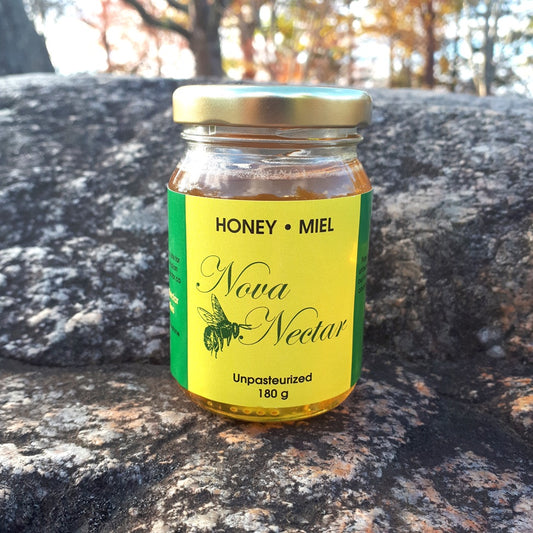 HONEY • MIEL
Nova
Nectar
Unpasteurized
180 g